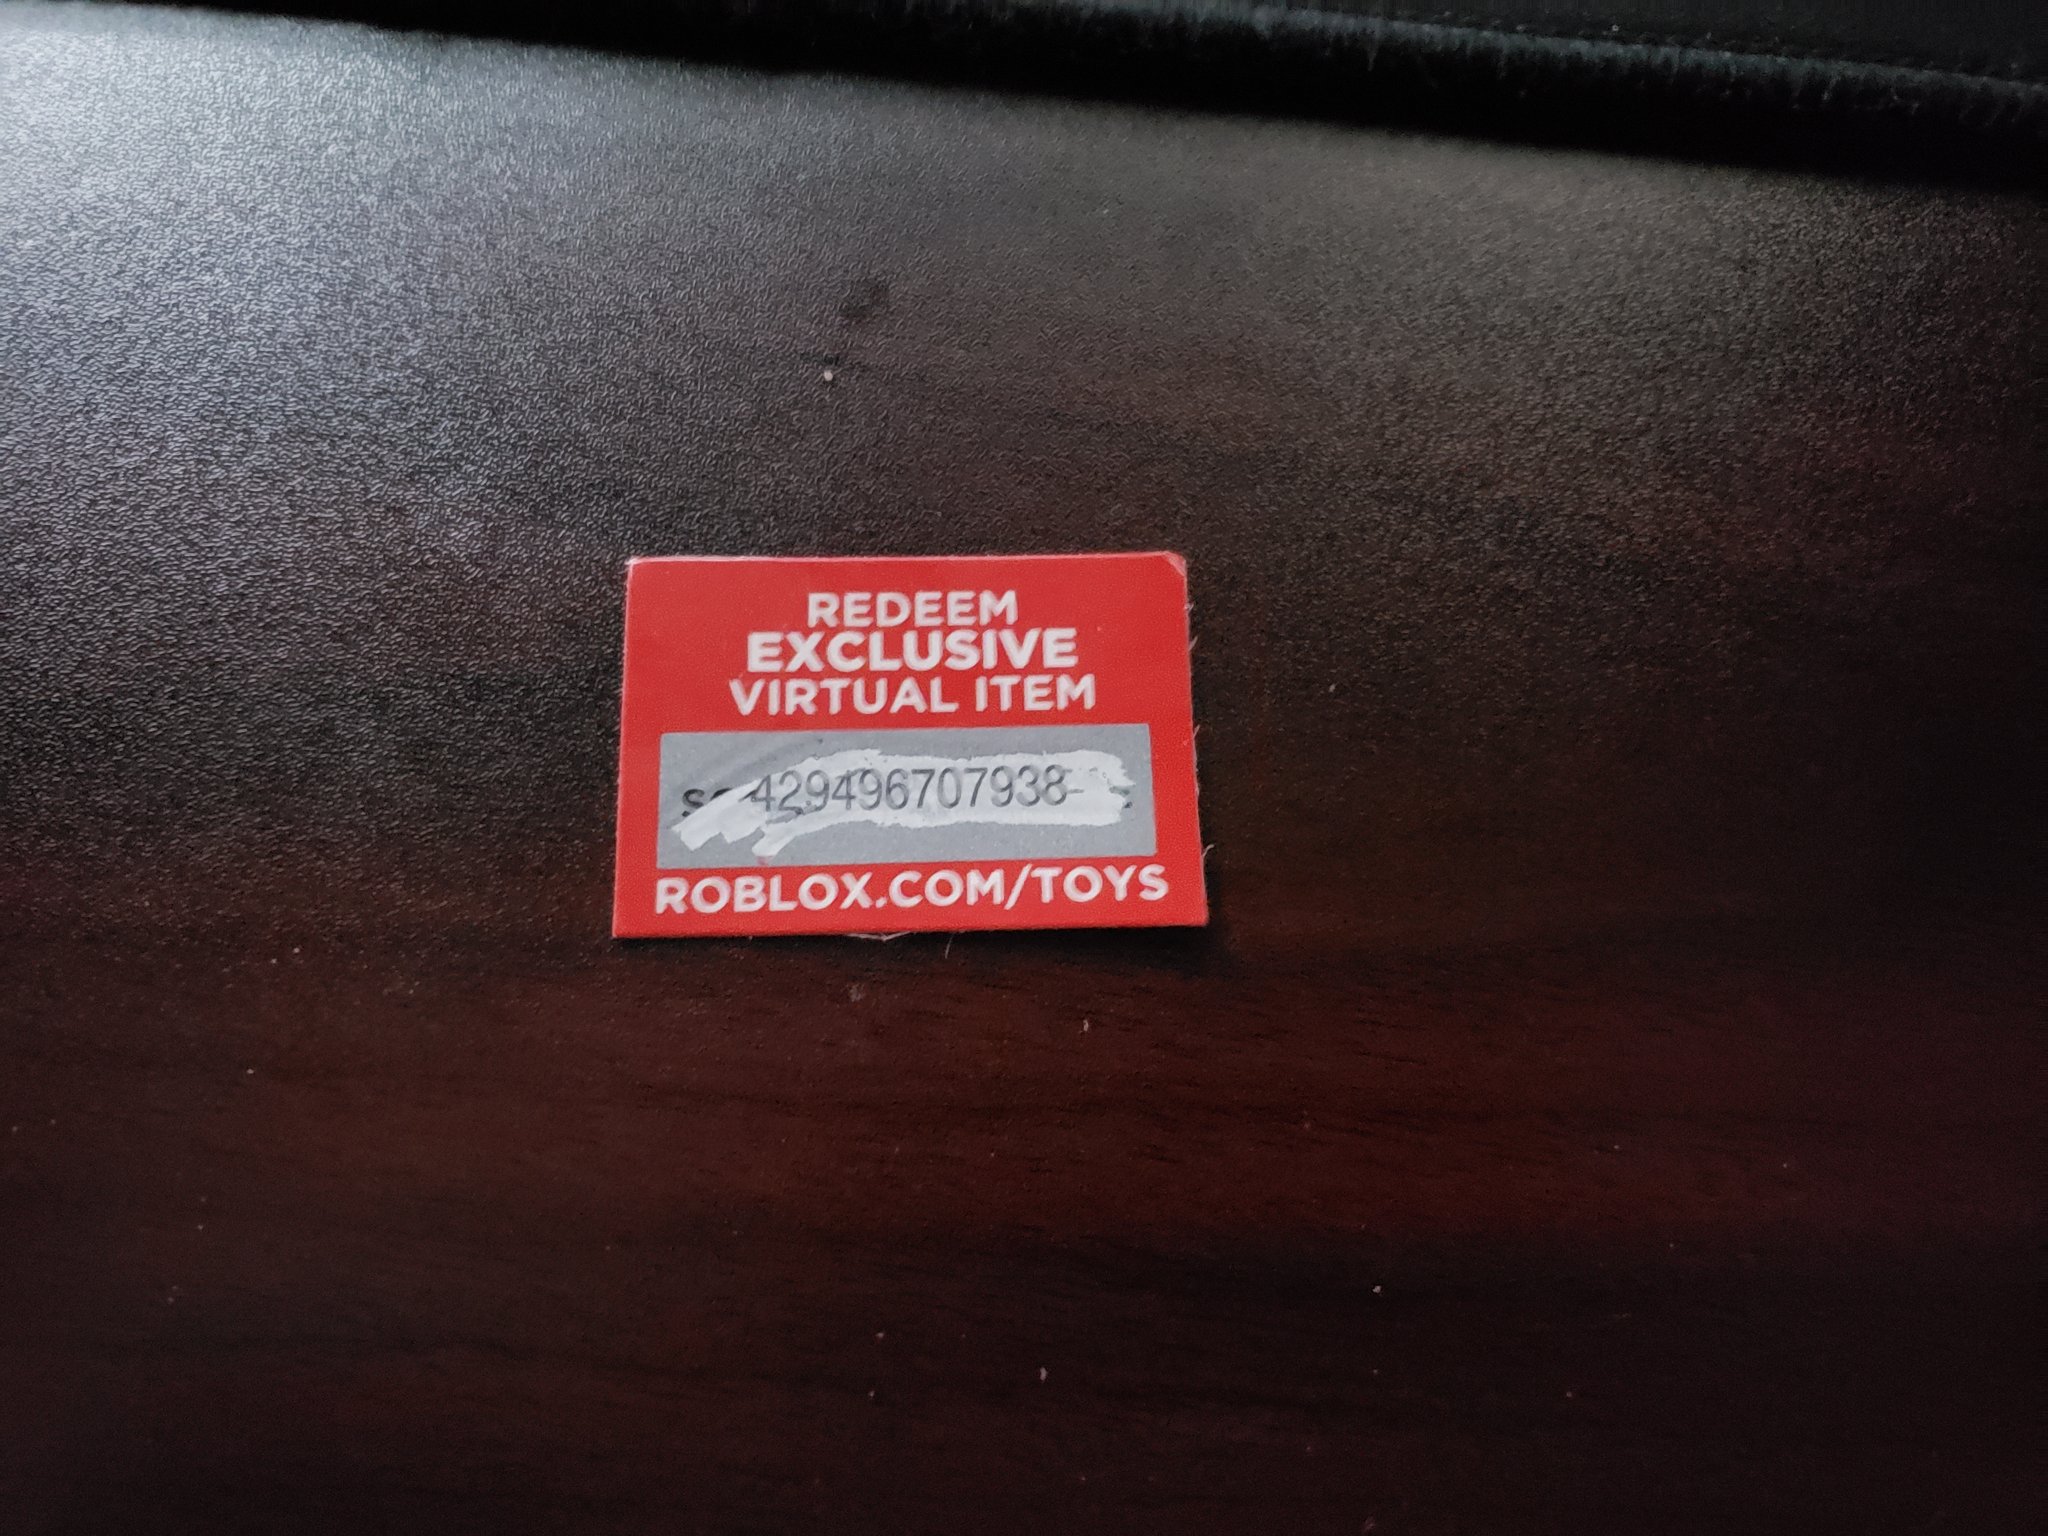 REDEEM
EXCLUSIVE
VIRTUAL ITEM
429496707938
ROBLOX.COM/TOYS